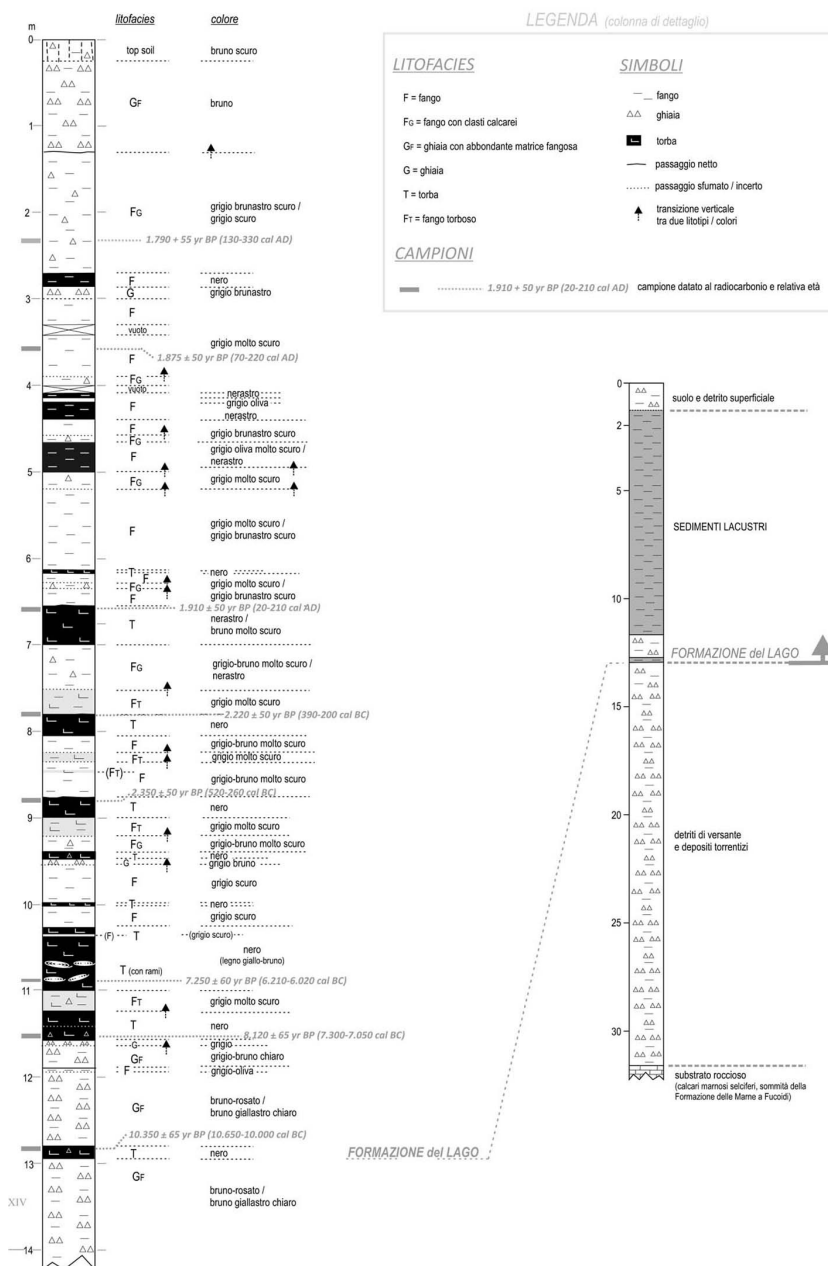 litofacies colore
m
0
top soil bruno scuro
GF bruno
1
FG grigio brunastro scuro /
grigio scuro
2
1.790 + 55 yr BP (130-330 cal AD)
F nero
G grigio brunastro
3
F
vuoto
grigio molto scuro
F
1.875 ± 50 yr BP (70-220 cal AD)
FG
4
vuoto
nerastro
F grigio oliva
nerastro
F
grigio brunastro scuro
FG
F grigio oliva molto scuro /
nerastro
5
FG grigio molto scuro
F grigio molto scuro /
grigio brunastro scuro
6
T nero
F
FG grigio molto scuro /
grigio brunastro scuro
F
1.910 ± 50 yr BP (20-210 cal AD)
T nerastro /
bruno molto scuro
7
FG grigio-bruno molto scuro /
nerastro
FT grigio molto scuro
2.220 ± 50 yr BP (390-200 cal BC)
T nero
8
F grigio-bruno molto scuro
FT grigio molto scuro
(FT)
F grigio-bruno molto scuro
2.350 ± 50 yr BP (520-260 cal BC)
T nero
9
FT grigio molto scuro
FG grigio-bruno molto scuro
T nero
G grigio bruno
F grigio scuro
10
T nero
F grigio scuro
(F) T (grigio scuro)
nero
(legno giallo-bruno)
T (con rami)
7.250 ± 60 yr BP (6.210-6.020 cal BC)
11
FT grigio molto scuro
T nero
8.120 ± 65 yr BP (7.300-7.050 cal BC)
G grigio
GF grigio-bruno chiaro
12
F grigio-oliva
GF bruno-rosato /
bruno giallastro chiaro
10.350 ± 65 yr BP (10.650-10.000 cal BC)
T nero
FORMAZIONE del LAGO
13
GF
bruno-rosato /
bruno giallastro chiaro
XIV
14
LEGENDA (colonna di dettaglio)
LITOFACIES
F = fango
FG = fango con clasti calcarei
GF = ghiaia con abbondante matrice fangosa
G = ghiaia
T = torba
FT = fango torboso
SIMBOLI
fango
ghiaia
torba
passaggio netto
passaggio sfumato / incerto
transizione verticale
tra due litotipi / colori
CAMPIONI
1.910 + 50 yr BP (20-210 cal AD) campione datato al radiocarbonio e relativa età
0
suolo e detrito superficiale
2
5
SEDIMENTI LACUSTRI
10
FORMAZIONE del LAGO
15
20
detriti di versante
e depositi torrentizi
25
30
substrato roccioso
(calcari marnosi selciferi, sommità della
Formazione delle Marne a Fucoidi)